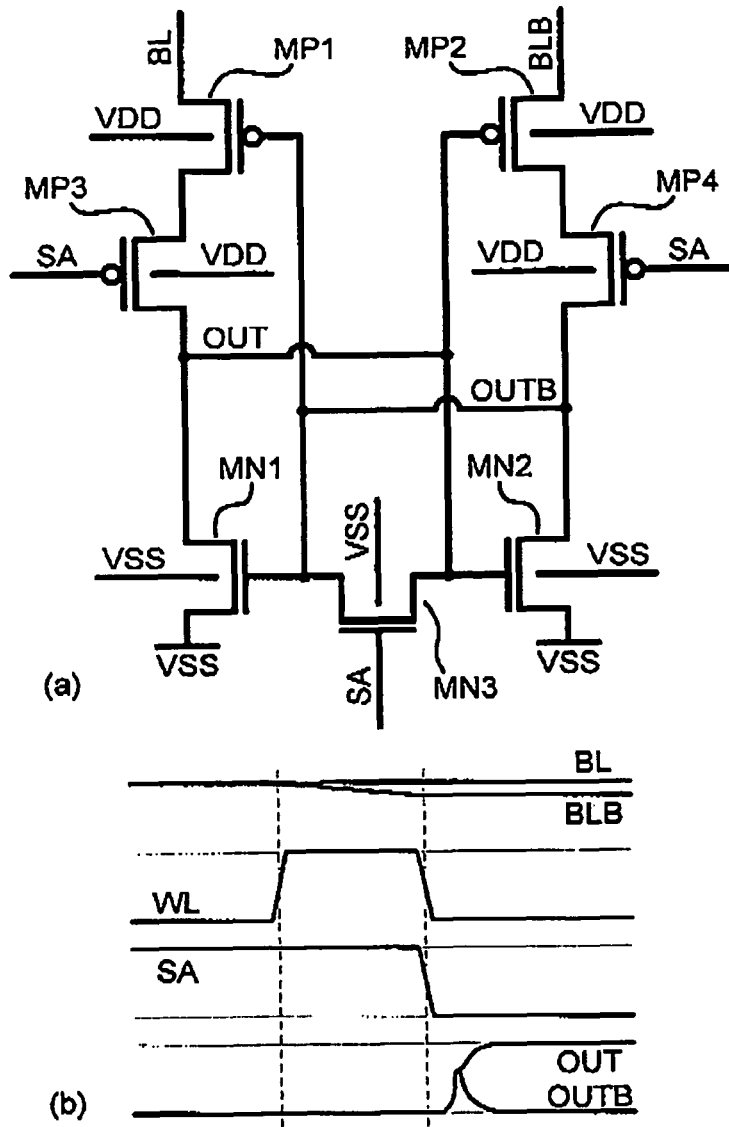 BL
MP1
MP2
BLB
VDD
VDD
MP3
MP4
SA
VDD
VDD
SA
OUT
OUTB
MN1
MN2
VSS
VSS
VSS
VSS
VSS
SA
MN3
(a)
BL
BLB
WL
SA
OUT
OUTB
(b)